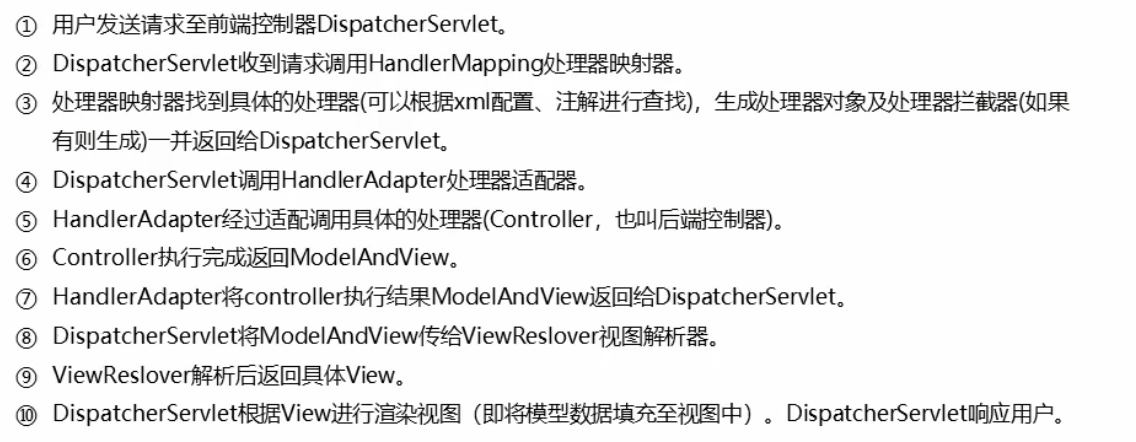 ① 用户发送请求至前端控制器DispatcherServlet。
② DispatcherServlet收到请求调用HandlerMapping处理器映射器。
③ 处理器映射器找到具体的处理器(可以根据xml配置、注解进行查找)，生成处理器对象及处理器拦截器(如果
有则生成)一并返回给DispatcherServlet。
④ DispatcherServlet调用HandlerAdapter处理器适配器。
⑤ HandlerAdapter经过适配调用具体的处理器(Controller，也叫后端控制器)。
⑥ Controller执行完成返回ModelAndView。
⑦ HandlerAdapter将controller执行结果ModelAndView返回给DispatcherServlet。
⑧ DispatcherServlet将ModelAndView传给ViewReslover视图解析器。
⑨ ViewReslover解析后返回具体View。
⑩ DispatcherServlet根据View进行渲染视图（即将模型数据填充至视图中）。DispatcherServlet响应用户。